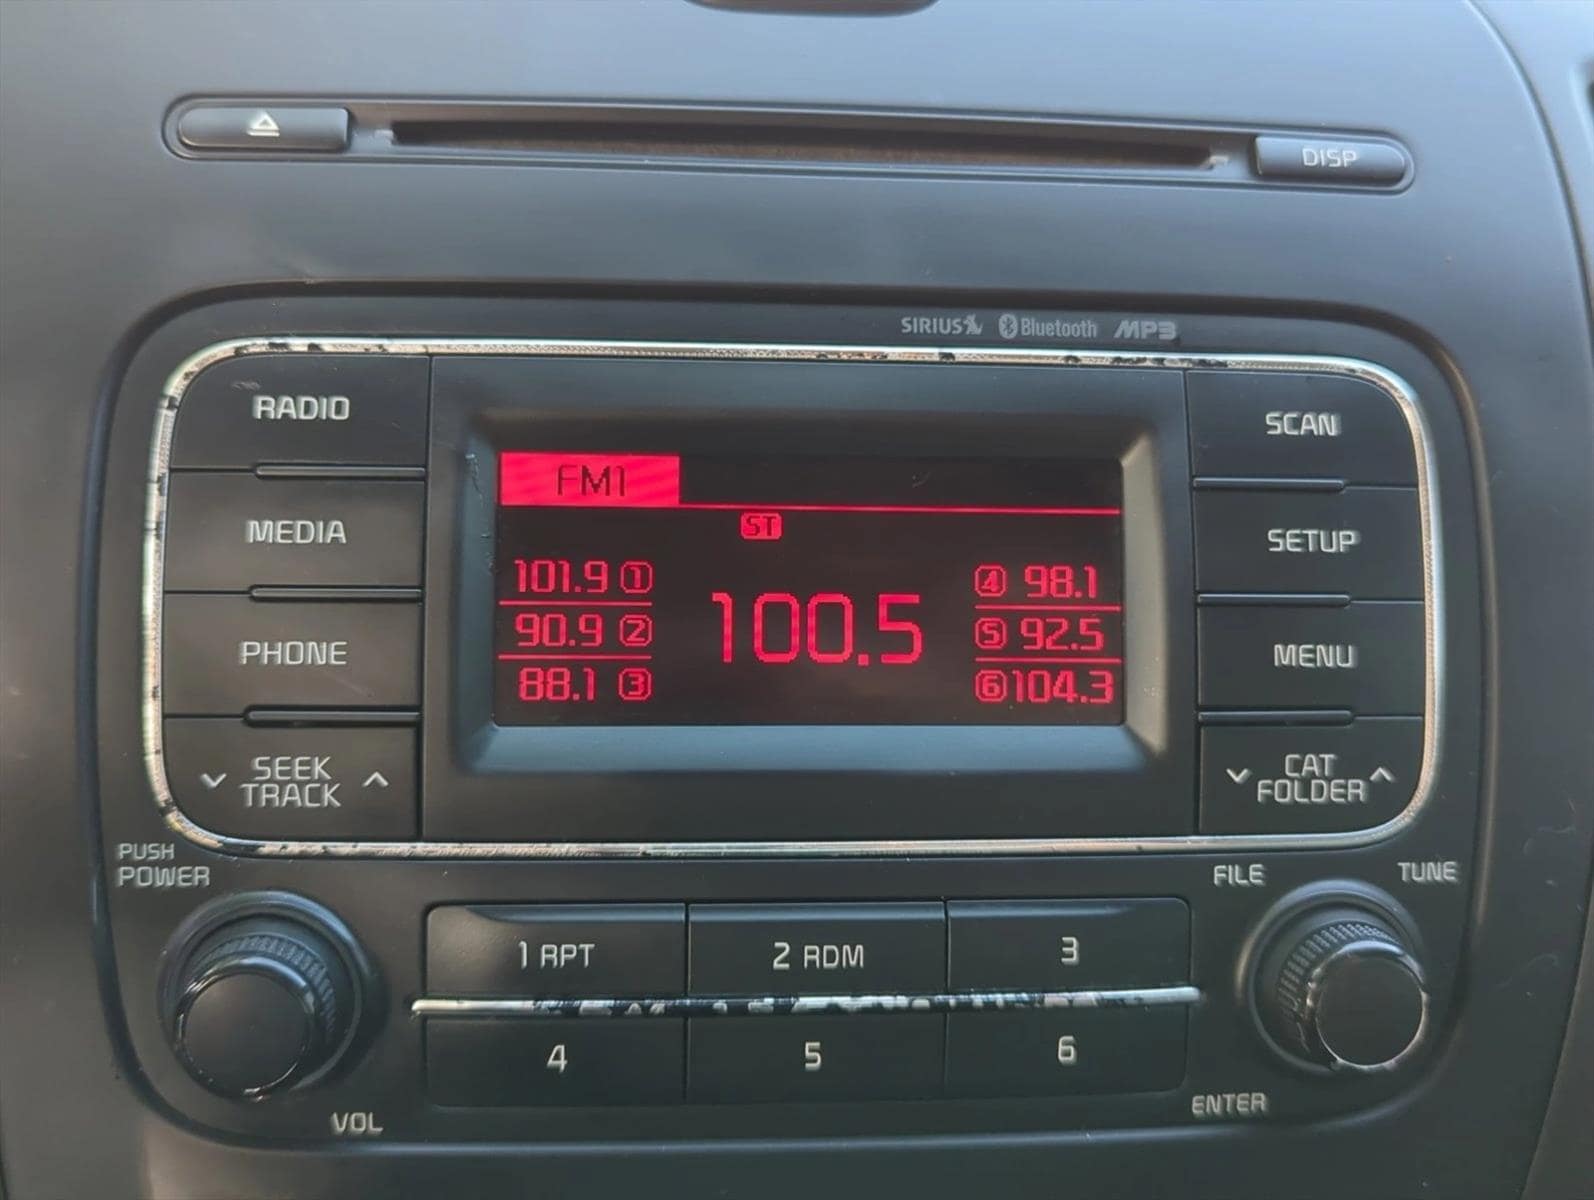 DISP
SIRIUS Bluetooth MP3
RADIO
SCAN
FM1
MEDIA
ST
SETUP
101.9 1
4 98.1
90.9 2
100.5
5 92.5
88.1 3
6 104.3
PHONE
MENU
SEEK
TRACK
CAT
FOLDER
PUSH
POWER
FILE
TUNE
1 RPT
2 RDM
3
4
5
6
VOL
ENTER